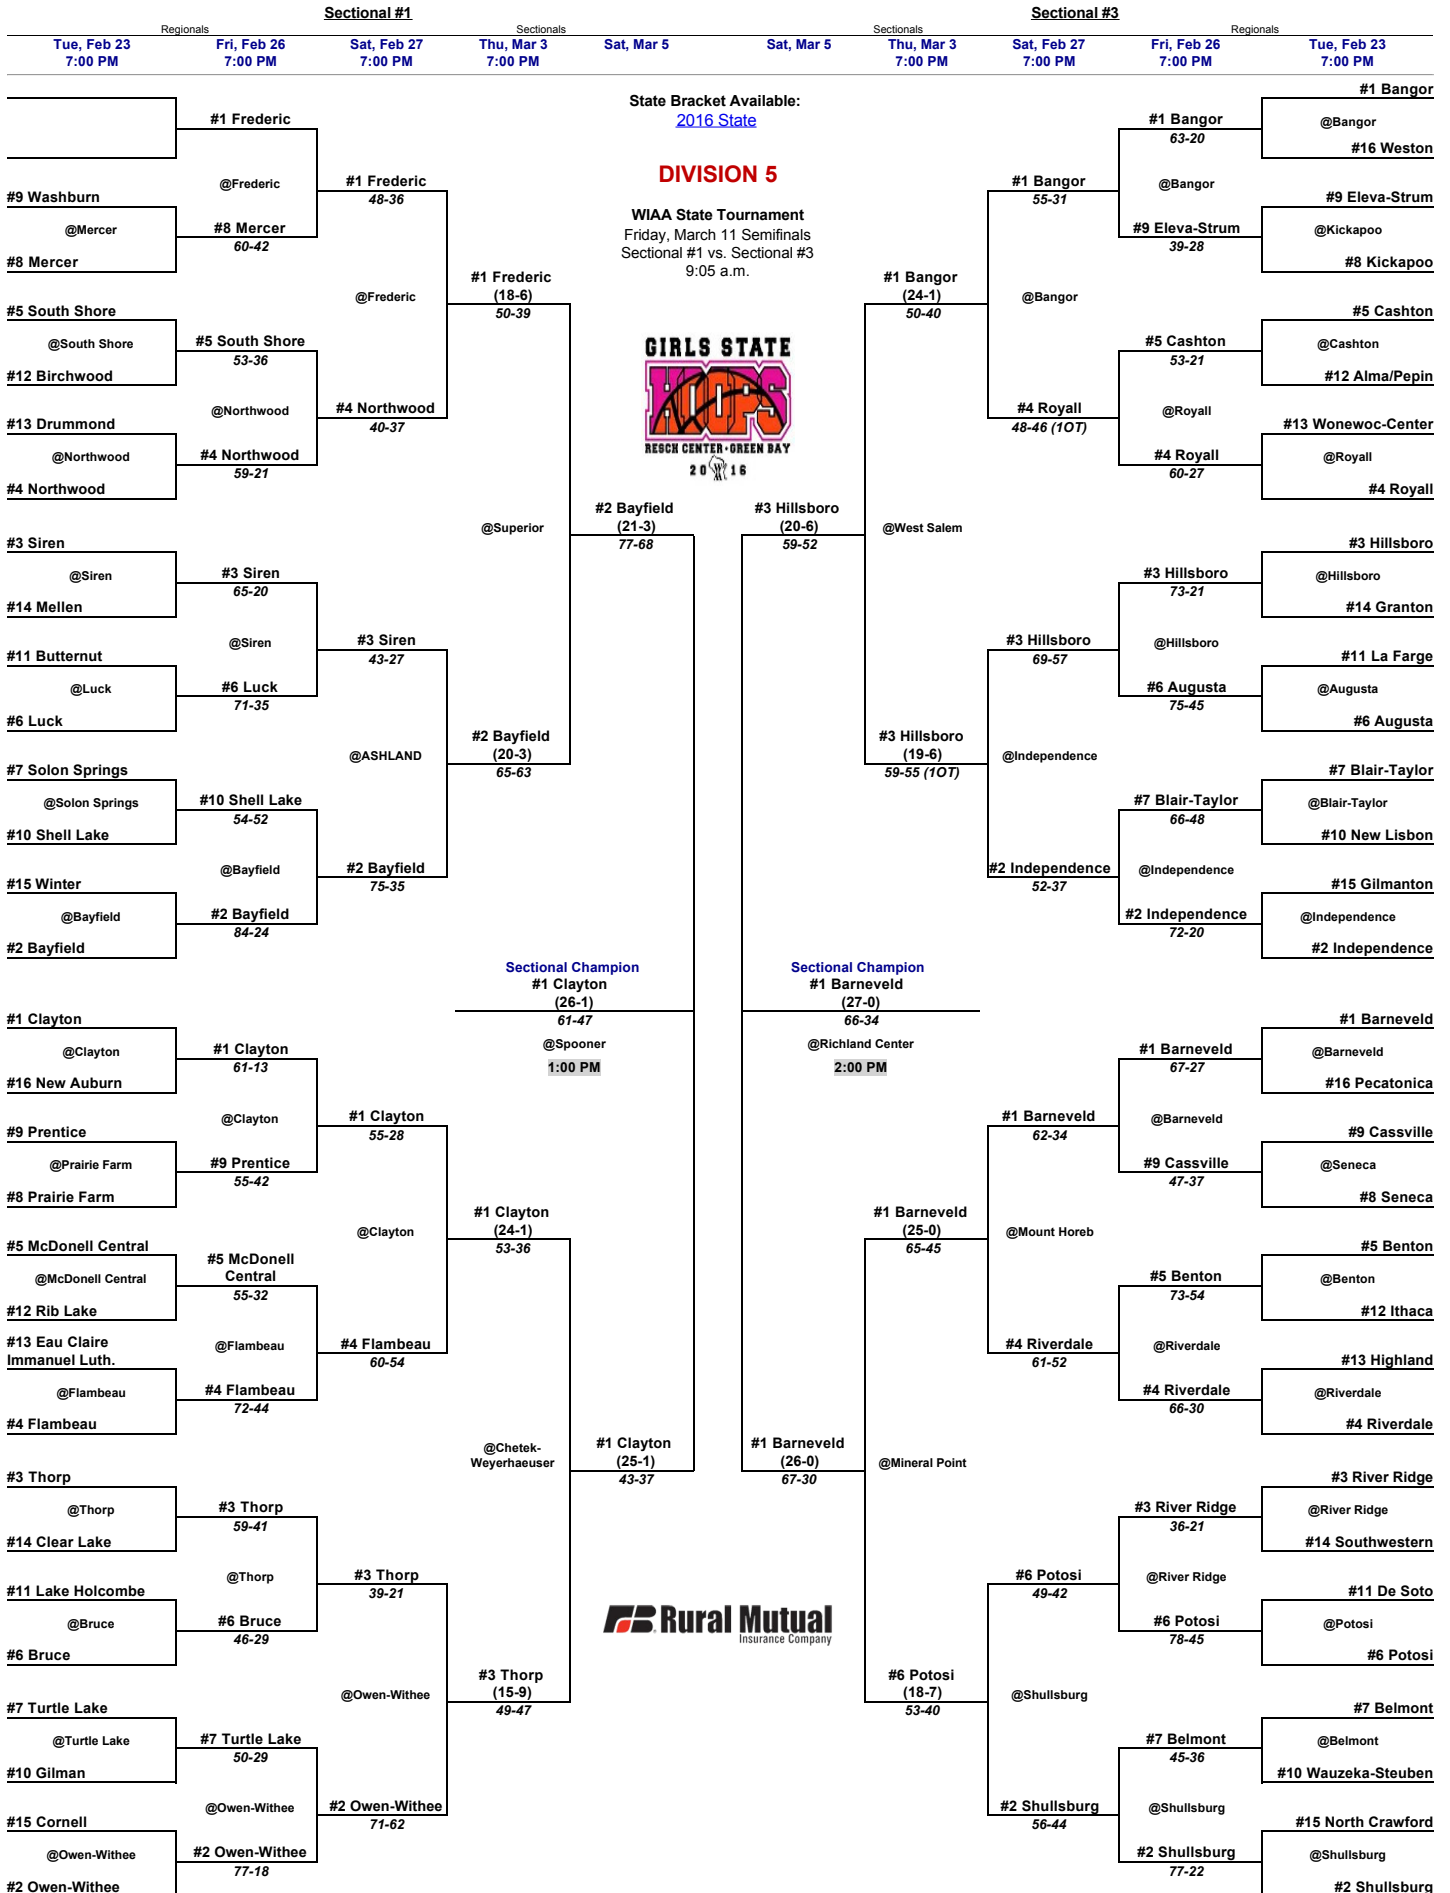 Sectional #1
Sectional #3
Regionals
Sectionals
Sectionals
Regionals
Tue, Feb 23
7:00 PM
Fri, Feb 26
7:00 PM
Sat, Feb 27
7:00 PM
Thu, Mar 3
7:00 PM
Sat, Mar 5
Sat, Mar 5
Thu, Mar 3
7:00 PM
Sat, Feb 27
7:00 PM
Fri, Feb 26
7:00 PM
Tue, Feb 23
7:00 PM
#1 Frederic
@Frederic
#9 Washburn
@Mercer
#8 Mercer
#8 Mercer
60-42
#1 Frederic
48-36
@Frederic
#5 South Shore
@South Shore
#12 Birchwood
#5 South Shore
53-36
@Northwood
#13 Drummond
@Northwood
#4 Northwood
#4 Northwood
59-21
#4 Northwood
40-37
#1 Frederic
(18-6)
50-39
@Superior
#3 Siren
@Siren
#14 Mellen
#3 Siren
65-20
@Siren
#11 Butternut
@Luck
#6 Luck
#6 Luck
71-35
#3 Siren
43-27
@ASHLAND
#7 Solon Springs
@Solon Springs
#10 Shell Lake
#10 Shell Lake
54-52
@Bayfield
#15 Winter
@Bayfield
#2 Bayfield
#2 Bayfield
84-24
#2 Bayfield
75-35
#2 Bayfield
(20-3)
65-63
#2 Bayfield
(21-3)
77-68
State Bracket Available:
2016 State
DIVISION 5
WIAA State Tournament
Friday, March 11 Semifinals
Sectional #1 vs. Sectional #3
9:05 a.m.
GIRLS STATE
HOOPS
RESCH CENTER·GREEN BAY
2016
#1 Bangor
@Bangor
#16 Weston
#1 Bangor
63-20
@Bangor
#9 Eleva-Strum
@Kickapoo
#8 Kickapoo
#9 Eleva-Strum
39-28
#1 Bangor
55-31
@Bangor
#5 Cashton
@Cashton
#12 Alma/Pepin
#5 Cashton
53-21
@Royall
#13 Wonewoc-Center
@Royall
#4 Royall
#4 Royall
60-27
#4 Royall
48-46 (1OT)
#1 Bangor
(24-1)
50-40
@West Salem
#3 Hillsboro
@Hillsboro
#14 Granton
#3 Hillsboro
73-21
@Hillsboro
#11 La Farge
@Augusta
#6 Augusta
#6 Augusta
75-45
#3 Hillsboro
69-57
@Independence
#7 Blair-Taylor
@Blair-Taylor
#10 New Lisbon
#7 Blair-Taylor
66-48
@Independence
#15 Gilmanton
@Independence
#2 Independence
#2 Independence
72-20
#2 Independence
52-37
#3 Hillsboro
(19-6)
59-55 (1OT)
#3 Hillsboro
(20-6)
59-52
Sectional Champion
#1 Clayton
(26-1)
61-47
@Spooner
1:00 PM
Sectional Champion
#1 Barneveld
(27-0)
66-34
@Richland Center
2:00 PM
#1 Clayton
@Clayton
#16 New Auburn
#1 Clayton
61-13
@Clayton
#9 Prentice
@Prairie Farm
#8 Prairie Farm
#9 Prentice
55-42
#1 Clayton
55-28
@Clayton
#5 McDonell Central
@McDonell Central
#12 Rib Lake
#5 McDonell
Central
55-32
@Flambeau
#13 Eau Claire
Immanuel Luth.
@Flambeau
#4 Flambeau
#4 Flambeau
72-44
#4 Flambeau
60-54
#1 Clayton
(24-1)
53-36
@Chetek-
Weyerhaeuser
#1 Clayton
(25-1)
43-37
#3 Thorp
@Thorp
#14 Clear Lake
#3 Thorp
59-41
@Thorp
#11 Lake Holcombe
@Bruce
#6 Bruce
#6 Bruce
46-29
#3 Thorp
39-21
@Owen-Withee
#7 Turtle Lake
@Turtle Lake
#10 Gilman
#7 Turtle Lake
50-29
@Owen-Withee
#15 Cornell
@Owen-Withee
#2 Owen-Withee
#2 Owen-Withee
77-18
#2 Owen-Withee
71-62
#3 Thorp
(15-9)
49-47
Rural Mutual
Insurance Company
#1 Barneveld
@Barneveld
#16 Pecatonica
#1 Barneveld
67-27
@Barneveld
#9 Cassville
@Seneca
#8 Seneca
#9 Cassville
47-37
#1 Barneveld
62-34
@Mount Horeb
#5 Benton
@Benton
#12 Ithaca
#5 Benton
73-54
@Riverdale
#13 Highland
@Riverdale
#4 Riverdale
#4 Riverdale
66-30
#4 Riverdale
61-52
#1 Barneveld
(25-0)
65-45
@Mineral Point
#1 Barneveld
(26-0)
67-30
#3 River Ridge
@River Ridge
#14 Southwestern
#3 River Ridge
36-21
@River Ridge
#11 De Soto
@Potosi
#6 Potosi
#6 Potosi
78-45
#6 Potosi
49-42
@Shullsburg
#7 Belmont
@Belmont
#10 Wauzeka-Steuben
#7 Belmont
45-36
@Shullsburg
#15 North Crawford
@Shullsburg
#2 Shullsburg
#2 Shullsburg
77-22
#2 Shullsburg
56-44
#6 Potosi
(18-7)
53-40